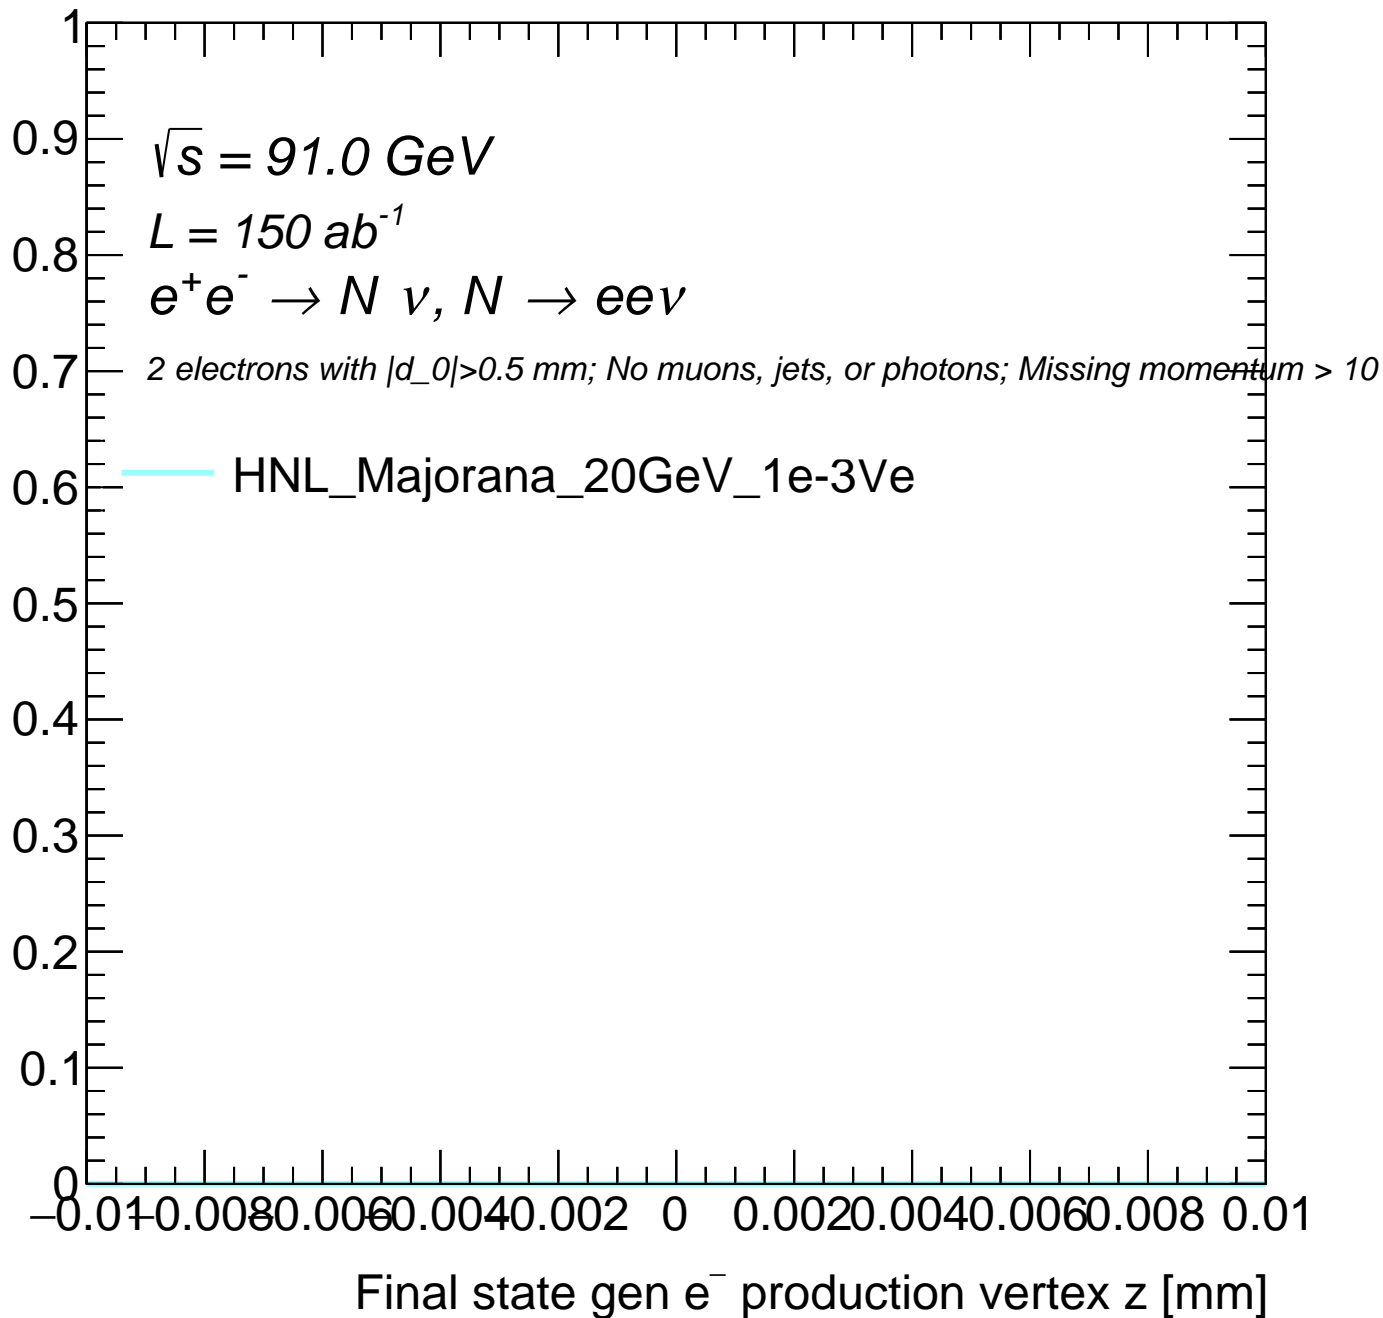 1
0.9
√s = 91.0 GeV
L = 150 ab⁻¹
0.8
e⁺e⁻ → N ν, N → eeν
0.7
2 electrons with |d_0|>0.5 mm; No muons, jets, or photons; Missing momentum > 10
HNL_Majorana_20GeV_1e-3Ve
0.6
0.5
0.4
0.3
0.2
0.1
0
−0.01 −0.008 −0.006 −0.004 −0.002 0 0.002 0.004 0.006 0.008 0.01
Final state gen e⁻ production vertex z [mm]